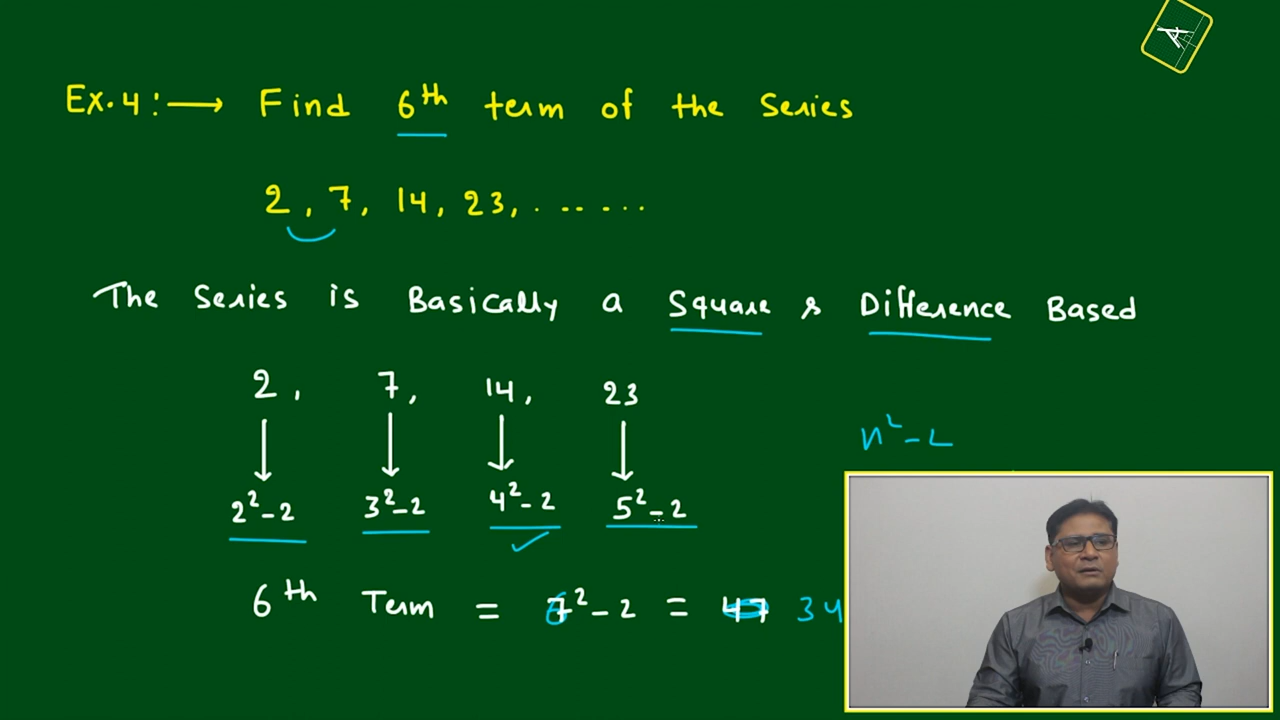 Ex.4:⟶ Find 6th term of the Series
2, 7, 14, 23, .......
The Series is Basically a Square & Difference Based
2, 7, 14, 23
n²-2
2²-2 3²-2 4²-2 5²-2
6th Term = 7²-2 = 47 34